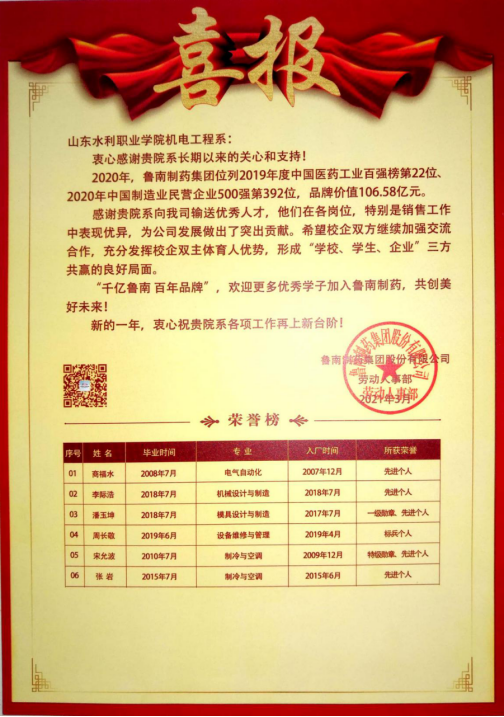 喜报
山东水利职业学院机电工程系：
衷心感谢贵院系长期以来的关心和支持！
2020年，鲁南制药集团位列2019年度中国医药工业百强榜第22位、
2020年中国制造业民营企业500强第392位，品牌价值106.58亿元。
感谢贵院系向我司输送优秀人才，他们在各岗位，特别是销售工作
中表现优异，为公司发展做出了突出贡献。希望校企双方继续加强交流
合作，充分发挥校企双主体育人优势，形成“学校、学生、企业”三方
共赢的良好局面。
“千亿鲁南 百年品牌”，欢迎更多优秀学子加入鲁南制药，共创美
好未来！
新的一年，衷心祝贵院系各项工作再上新台阶！
鲁南制药集团股份有限公司
劳动人事部
2021年3月
荣誉榜
序号 姓名 毕业时间 专业 入厂时间 所获荣誉
01 商福水 2008年7月 电气自动化 2007年12月 先进个人
02 李际浩 2018年7月 机械设计与制造 2018年7月 先进个人
03 潘玉坤 2018年7月 模具设计与制造 2017年7月 一级勋章、先进个人
04 周长敬 2019年6月 设备维修与管理 2019年4月 标兵个人
05 宋允波 2010年7月 制冷与空调 2009年12月 特级勋章、先进个人
06 张岩 2015年7月 制冷与空调 2015年6月 先进个人